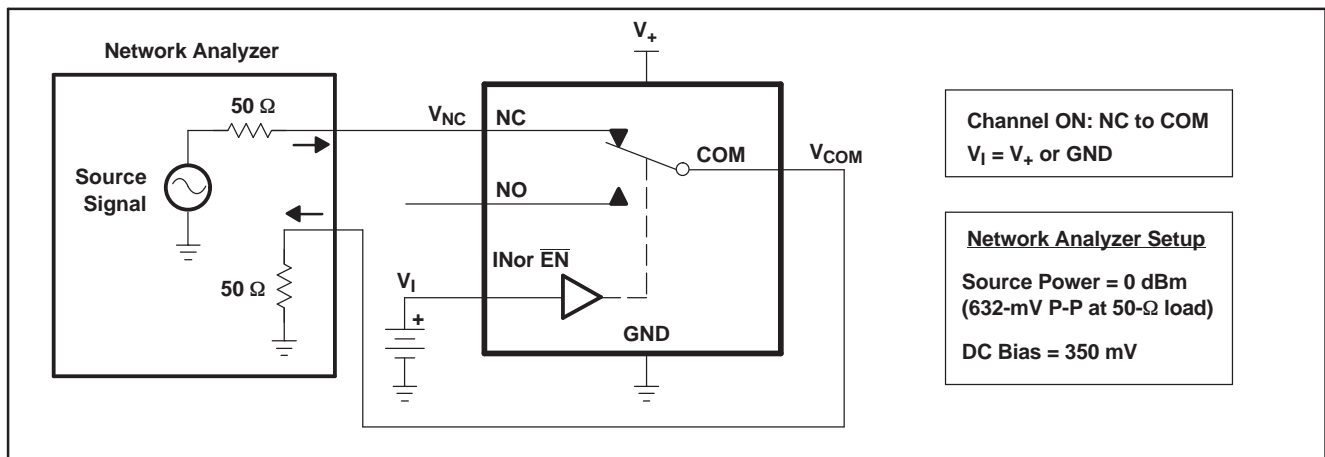 Network Analyzer
50 Ω
Source
Signal
50 Ω
V+
VNC
NC
COM
VCOM
NO
INor EN
VI
+
GND
Channel ON: NC to COM
VI = V+ or GND
Network Analyzer Setup
Source Power = 0 dBm
(632-mV P-P at 50-Ω load)
DC Bias = 350 mV